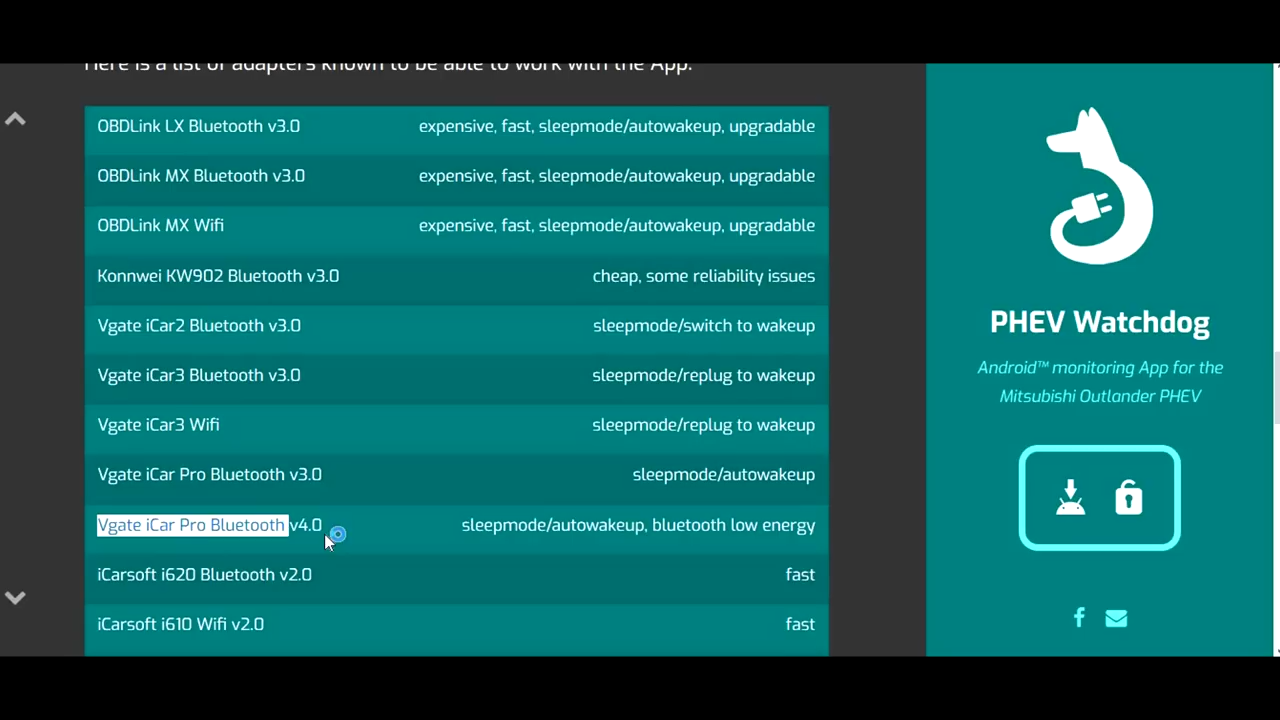 Here is a list of adapters known to be able to work with the App.
OBDLink LX Bluetooth v3.0 expensive, fast, sleepmode/autowakeup, upgradable
OBDLink MX Bluetooth v3.0 expensive, fast, sleepmode/autowakeup, upgradable
OBDLink MX Wifi expensive, fast, sleepmode/autowakeup, upgradable
Konnwei KW902 Bluetooth v3.0 cheap, some reliability issues
Vgate iCar2 Bluetooth v3.0 sleepmode/switch to wakeup
Vgate iCar3 Bluetooth v3.0 sleepmode/replug to wakeup
Vgate iCar3 Wifi sleepmode/replug to wakeup
Vgate iCar Pro Bluetooth v3.0 sleepmode/autowakeup
Vgate iCar Pro Bluetooth v4.0 sleepmode/autowakeup, bluetooth low energy
iCarsoft i620 Bluetooth v2.0 fast
iCarsoft i610 Wifi v2.0 fast
PHEV Watchdog
Android™ monitoring App for the
Mitsubishi Outlander PHEV